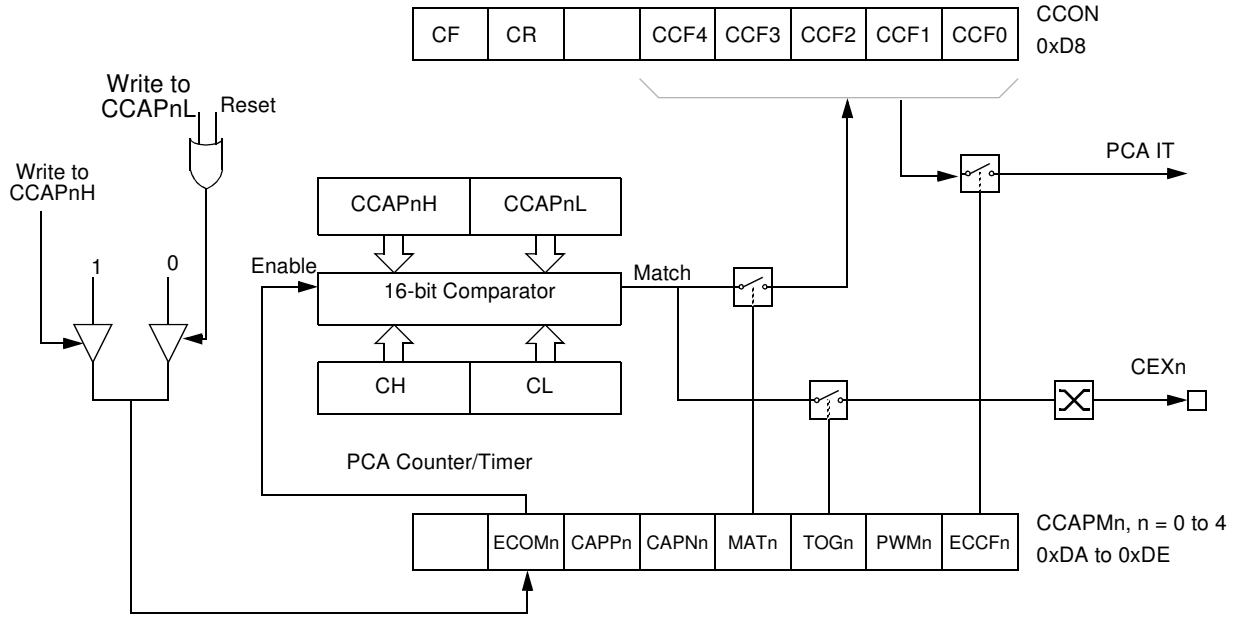 CF CR CCF4 CCF3 CCF2 CCF1 CCF0
CCON
0xD8
Write to
CCAPnL
Reset
Write to
CCAPnH
PCA IT
CCAPnH CCAPnL
1
0
Enable
16-bit Comparator
Match
CH CL
CEXn
PCA Counter/Timer
ECOMn CAPPn CAPNn MATn TOGn PWMn ECCFn
CCAPMn, n = 0 to 4
0xDA to 0xDE